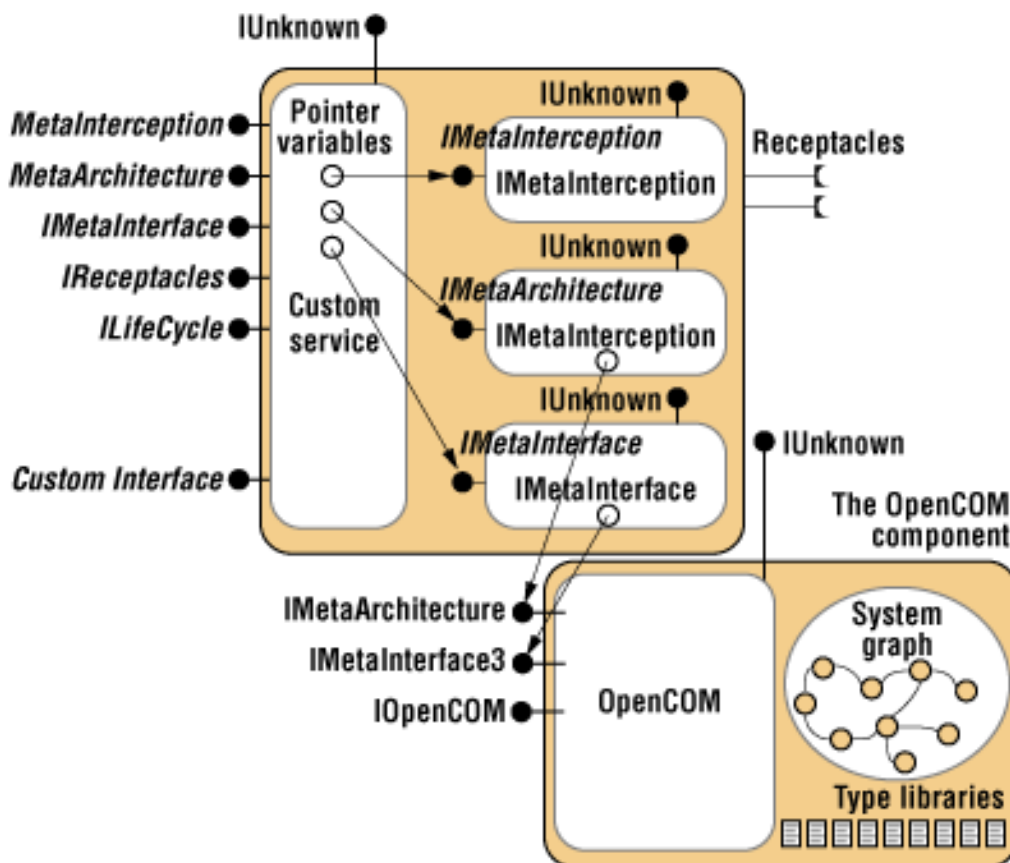 IUnknown
Pointer
variables
IUnknown
MetaInterception
IMetaInterception
Receptacles
MetaArchitecture
IMetaInterception
IMetaInterface
IUnknown
IReceptacles
IMetaArchitecture
ILifeCycle
Custom
service
IMetaInterception
IUnknown
IMetaInterface
IUnknown
Custom Interface
IMetaInterface
The OpenCOM
component
IMetaArchitecture
System
graph
IMetaInterface3
IOpenCOM
OpenCOM
Type libraries